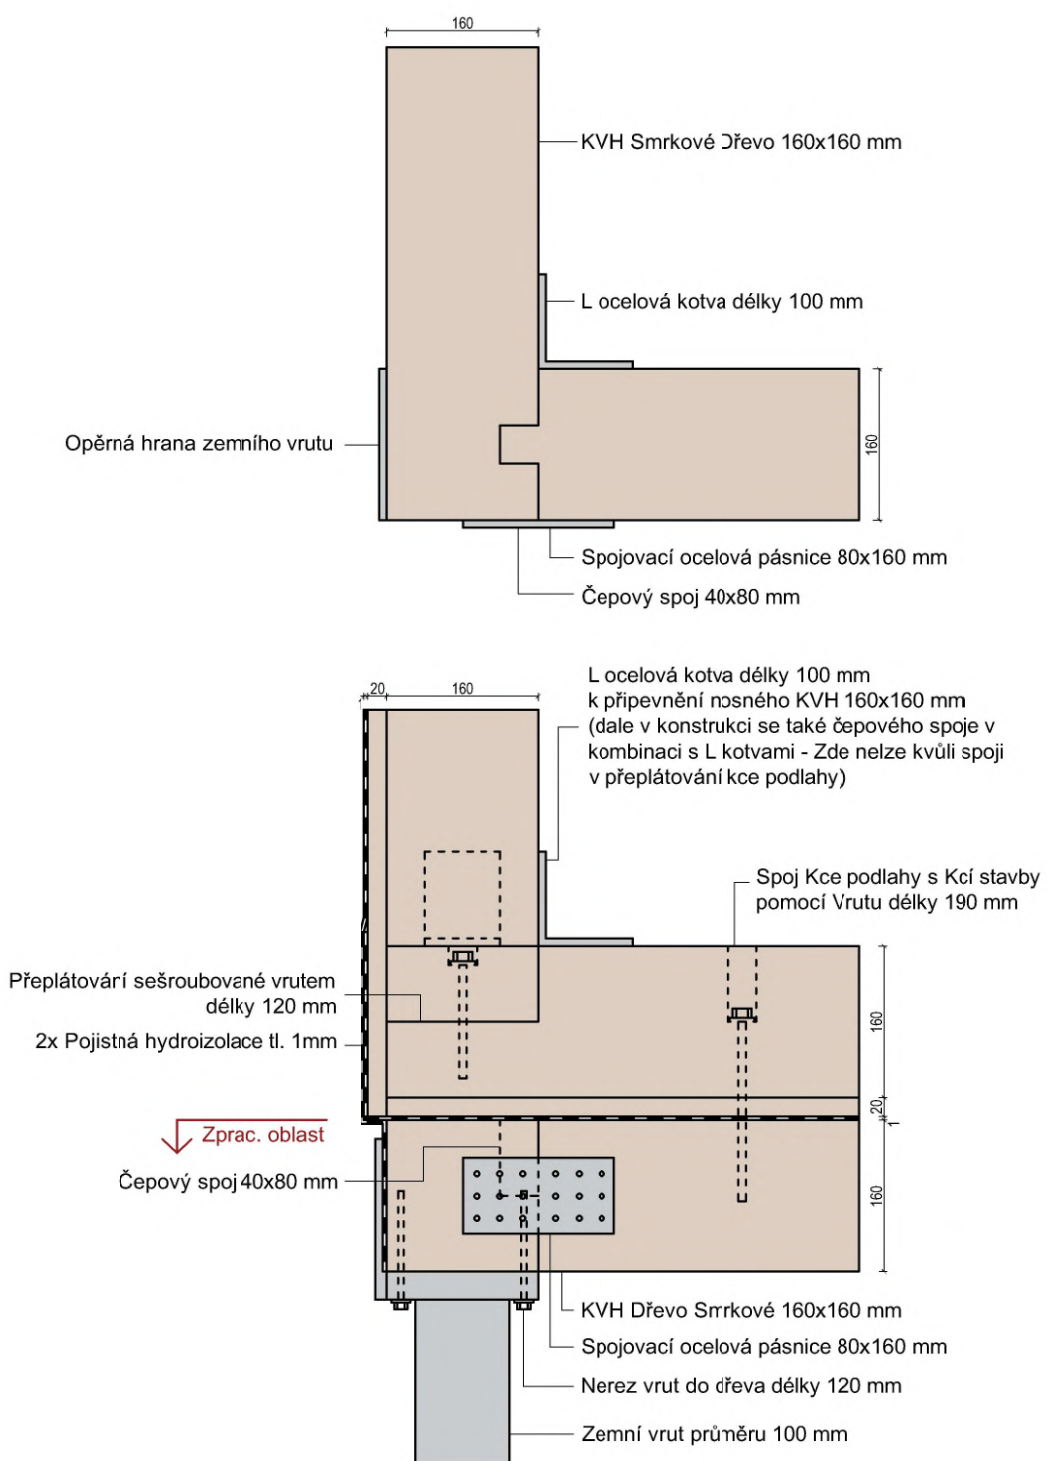 160
KVH Smrkové Dřevo 160x160 mm
L ocelová kotva délky 100 mm
Opěrná hrana zemního vrutu
160
Spojovací ocelová pásnice 80x160 mm
Čepový spoj 40x80 mm
L ocelová kotva délky 100 mm
k připevnění nosného KVH 160x160 mm
(dale v konstrukci se také čepového spoje v
kombinaci s L kotvami - Zde nelze kvůli spoji
v přeplátování kce podlahy)
20
160
Spoj Kce podlahy s Kcí stavby
pomocí Vrutu délky 190 mm
Přeplátování sešroubované vrutem
délky 120 mm
2x Pojistná hydroizolace tl. 1mm
160
20
1
Zprac. oblast
Čepový spoj 40x80 mm
160
KVH Dřevo Smrkové 160x160 mm
Spojovací ocelová pásnice 80x160 mm
Nerez vrut do dřeva délky 120 mm
Zemní vrut průměru 100 mm